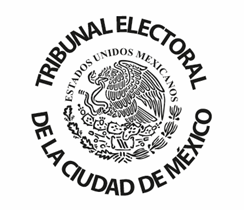 TRIBUNAL ELECTORAL
ESTADOS UNIDOS MEXICANOS
DE LA CIUDAD DE MÉXICO